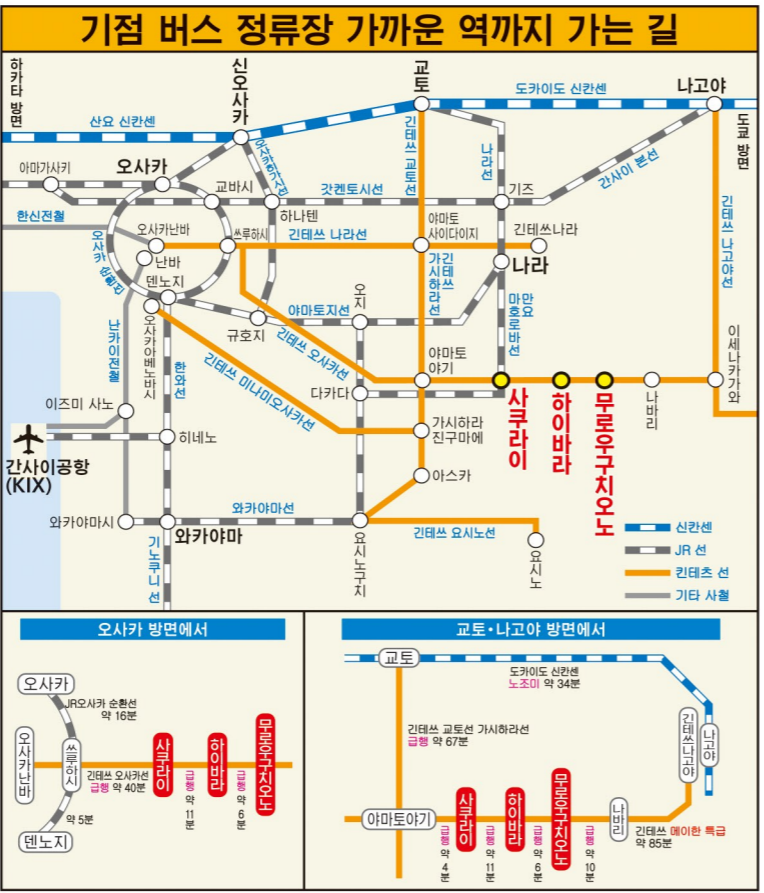 기점 버스 정류장 가까운 역까지 가는 길
하카타 방면
신오사카
교토
나고야
도쿄 방면
산요 신칸센
도카이도 신칸센
아마가사키
오사카
교바시
하나텐
갓켄토시선
긴테쓰 교토선
나라선
기즈
간사이 본선
한신전철
오사카난바
쓰루하시
긴테쓰 나라선
야마토
사이다이지
긴테쓰나라
긴테쓰 나고야선
난바
나라
덴노지
오지
긴테쓰
가시하라선
만요
마호로바선
야마토지선
규호지
오사카아베노바시
긴테쓰 오사카선
긴테쓰 미나미오사카선
난카이전철
한와선
야마토
야기
이세나카가와
다카다
사쿠라이
하이바라
무로우구치오노
나바리
이즈미 사노
히네노
가시하라
진구마에
간사이공항
(KIX)
아스카
와카야마시
와카야마
와카야마선
요시노구치
긴테쓰 요시노선
요시노
기노쿠니 선
신칸센
JR 선
킨테츠 선
기타 사철
오사카 방면에서
오사카
JR오사카 순환선
약 16분
오사카난바
쓰루하시
긴테쓰 오사카선
급행 약 40분
사쿠라이
급행 약 11분
하이바라
급행 약 6분
무로우구치오노
약 5분
덴노지
교토•나고야 방면에서
교토
도카이도 신칸센
노조미 약 34분
긴테쓰 교토선 가시하라선
급행 약 67분
긴테쓰나고야
나고야
야마토야기
급행 약 4분
사쿠라이
급행 약 11분
하이바라
급행 약 6분
무로우구치오노
급행 약 10분
나바리
긴테쓰 메이한 특급
약 85분